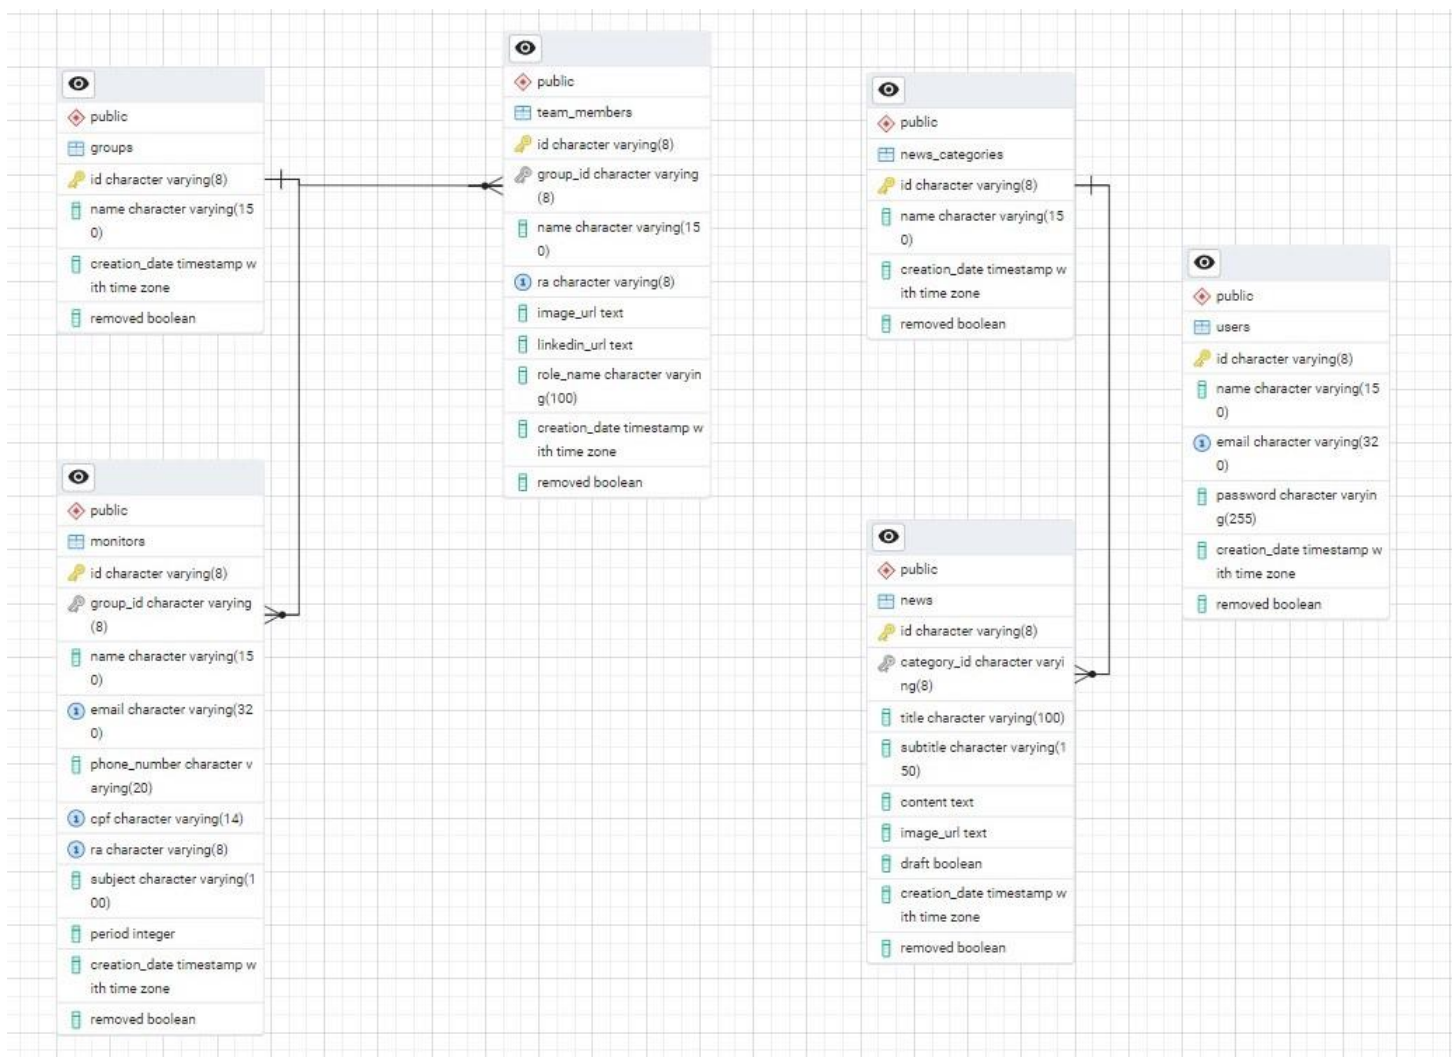 public
groups
id character varying(8)
name character varying(15
0)
creation_date timestamp w
ith time zone
removed boolean
public
team_members
id character varying(8)
group_id character varying
(8)
name character varying(15
0)
1 ra character varying(8)
image_url text
linkedin_url text
role_name character varyin
g(100)
creation_date timestamp w
ith time zone
removed boolean
public
news_categories
id character varying(8)
name character varying(15
0)
creation_date timestamp w
ith time zone
removed boolean
public
users
id character varying(8)
name character varying(15
0)
1 email character varying(32
0)
password character varyin
g(255)
creation_date timestamp w
ith time zone
removed boolean
public
monitors
id character varying(8)
group_id character varying
(8)
name character varying(15
0)
1 email character varying(32
0)
phone_number character v
arying(20)
1 cpf character varying(14)
1 ra character varying(8)
subject character varying(1
00)
period integer
creation_date timestamp w
ith time zone
removed boolean
public
news
id character varying(8)
category_id character varyi
ng(8)
title character varying(100)
subtitle character varying(1
50)
content text
image_url text
draft boolean
creation_date timestamp w
ith time zone
removed boolean